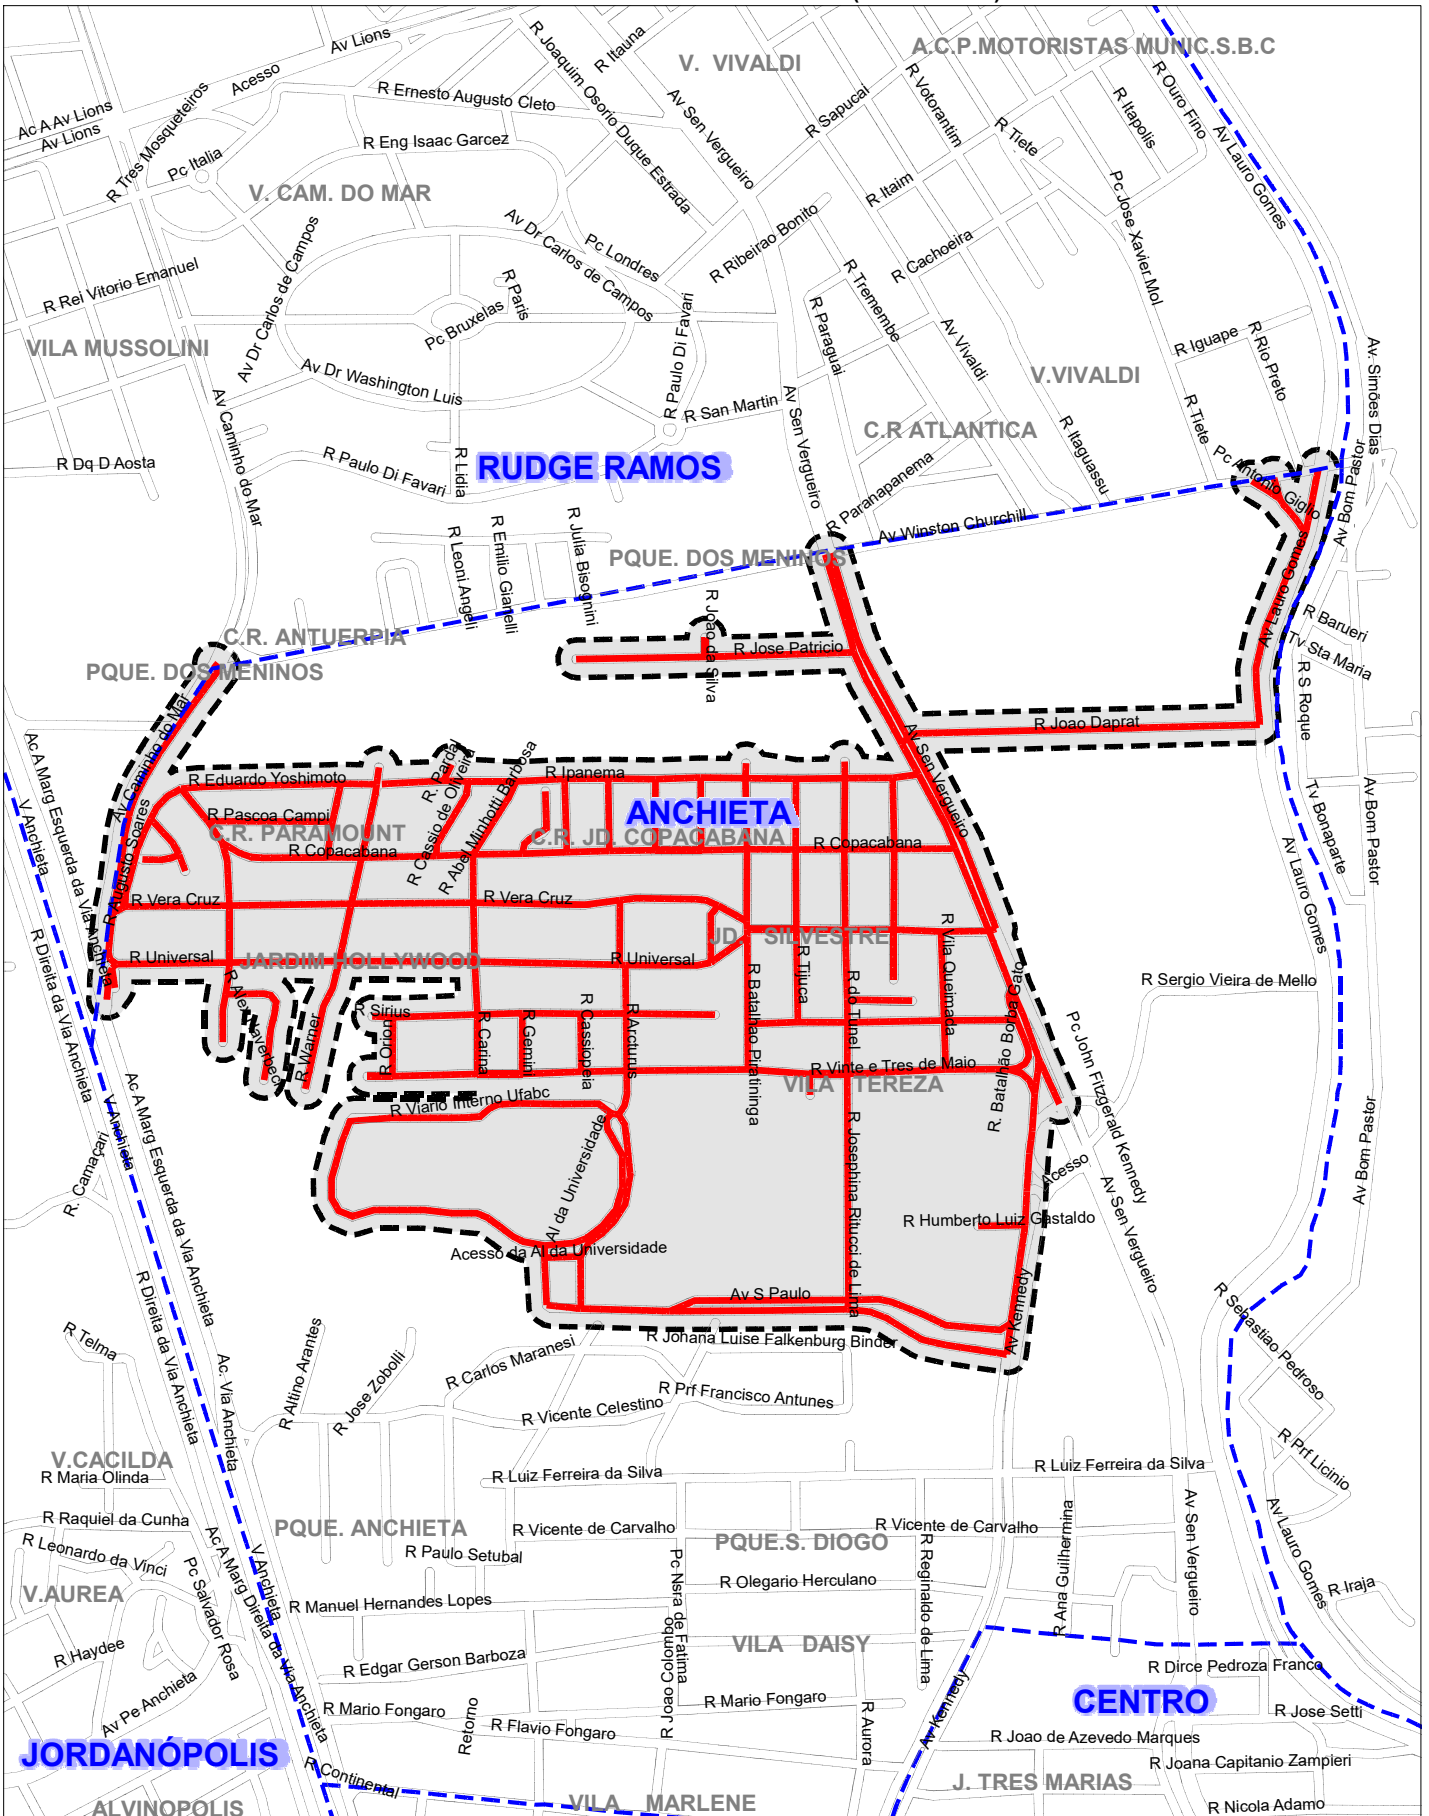 Av Lions
R Joaquim Osorio Duque Estrada
R Itauna
V. VIVALDI
A.C.P.MOTORISTAS MUNIC.S.B.C
Acesso
R Ernesto Augusto Cleto
Av Sen Vergueiro
R Sapucai
R Votorantim
R Tiete
R Itapolis
R Ouro Fino
Av Lauro Gomes
Ac A Av Lions
Av Lions
R Tres Mosqueteiros
Pc Italia
R Eng Isaac Garcez
V. CAM. DO MAR
R Itaim
Pc Jose Xavier Mol
Av Dr Carlos de Campos
Pc Londres
R Ribeirao Bonito
R Cachoeira
R Rei Vitorio Emanuel
Av Dr Carlos de Campos
R Paris
Pc Bruxelas
R Paulo Di Favari
R Paraguai
R Tremembe
Av Vivaldi
R Iguape
R Rio Preto
Av. Simões Dias
VILA MUSSOLINI
Av Dr Washington Luis
V.VIVALDI
Av Caminho do Mar
R San Martin
Av Sen Vergueiro
C.R ATLANTICA
R Itaguassu
R Tiete
R Dq D Aosta
R Paulo Di Favari
R Lidia
RUDGE RAMOS
R Paranapanema
Pc Antonio Giglio
Av Bom Pastor
R Leoni Angeli
R Emilio Gianelli
R Julia Bisognini
PQUE. DOS MENINOS
Av Winston Churchill
Av Lauro Gomes
R Barueri
Tv Sta Maria
C.R. ANTUERPIA
PQUE. DOS MENINOS
R Joao da Silva
R Jose Patricio
R S Roque
R Joao Daprat
Ac A Marg Esquerda da Via Anchieta
Av Caminho do Mar
R Eduardo Yoshimoto
R. Pardal
R Cassio de Oliveira
R Abel Minhotti Barbosa
R Ipanema
Av Sen Vergueiro
Tv Bonaparte
Av Bom Pastor
V Anchieta
R Augusto Soares
R Pascoa Campi
C.R. PARAMOUNT
R Copacabana
ANCHIETA
C.R. JD. COPACABANA
R Copacabana
Av Lauro Gomes
R Vera Cruz
R Vera Cruz
R Direita da Via Anchieta
R Universal
JARDIM HOLLYWOOD
R Universal
JD. SILVESTRE
R Batalhao Piratininga
R Tijuca
R do Tunel
R Vila Queimada
R. Batalhão Borba Gato
R Sergio Vieira de Mello
R Alex Haverbeck
R Warner
R Sirius
R Orion
R Carina
R Gemini
R Cassiopeia
R Arcturus
R Vinte e Tres de Maio
VILA TEREZA
Pc John Fitzgerald Kennedy
R Viario Interno Ufabc
Ac A Marg Esquerda da Via Anchieta
V Anchieta
R. Camaçari
Al da Universidade
R Josephina Ritucci de Lima
Acesso
Av Bom Pastor
R Humberto Luiz Gastaldo
Av Sen Vergueiro
Acesso da Al da Universidade
R Direita da Via Anchieta
Av S Paulo
Av Kennedy
R Sebastiao Pedroso
R Telma
R Altino Arantes
R Jose Zobolli
R Carlos Maranesi
R Johana Luise Falkenburg Binder
Ac. Via Anchieta
R Prf Francisco Antunes
R Vicente Celestino
R Prf Licinio
V.CACILDA
R Maria Olinda
R Luiz Ferreira da Silva
R Luiz Ferreira da Silva
R Raquiel da Cunha
PQUE. ANCHIETA
R Vicente de Carvalho
PQUE.S. DIOGO
R Vicente de Carvalho
Av Sen Vergueiro
Av Lauro Gomes
R Leonardo da Vinci
Ac A Marg Direita da Via Anchieta
V Anchieta
R Paulo Setubal
Pc Nsra de Fatima
R Olegario Herculano
R Reginaldo de Lima
R Ana Guilhermina
R Iraja
V.AUREA
Pc Salvador Rosa
R Manuel Hernandes Lopes
R Haydee
R Edgar Gerson Barboza
R Joao Cotonho
VILA DAISY
R Dirce Pedroza Franco
Av Pe Anchieta
R Mario Fongaro
Retorno
R Flavio Fongaro
R Mario Fongaro
R Aurora
Av Kennedy
CENTRO
R Jose Setti
R Joao de Azevedo Marques
JORDANÓPOLIS
R Continental
R Joana Capitanio Zampieri
J. TRES MARIAS
ALVINOPOLIS
VILA MARLENE
R Nicola Adamo